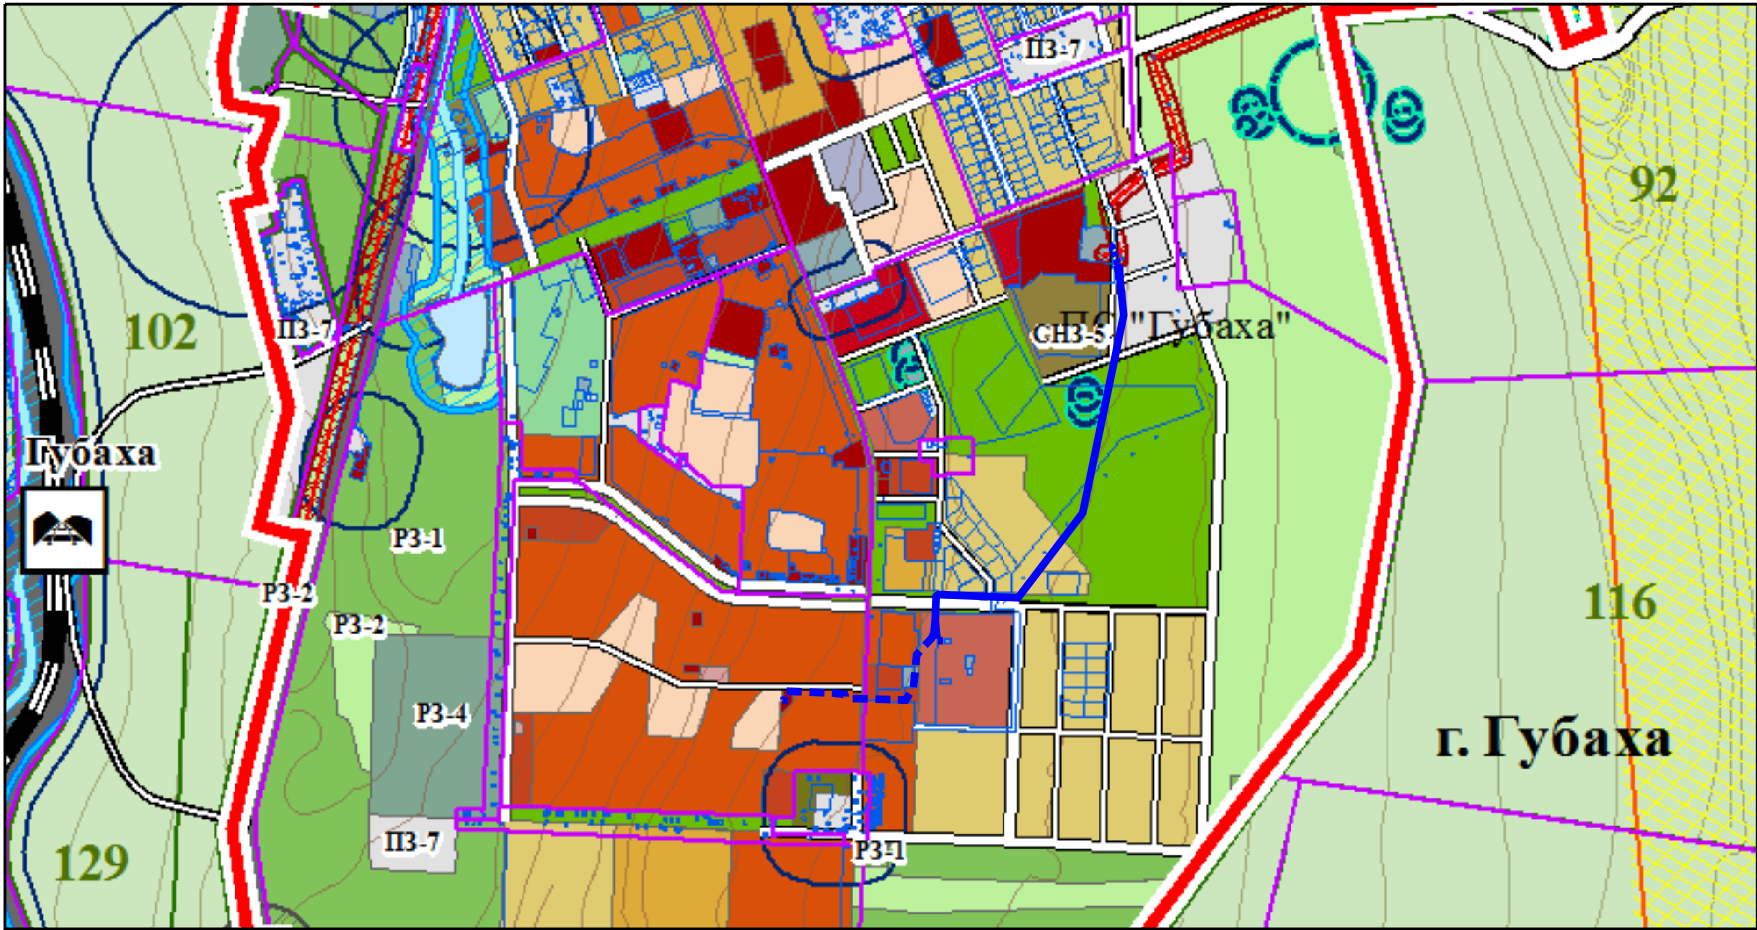 ПЗ-7
92
102
ПЗ-7
СНЗ-5
ПС "Губаха"
Губаха
РЗ-1
РЗ-2
116
РЗ-2
РЗ-4
г. Губаха
ПЗ-7
РЗ-1
129